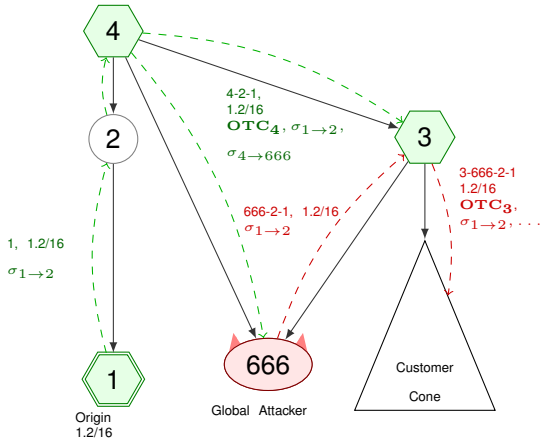 4
4-2-1,
1.2/16
OTC₄, σ₁→₂,
σ₄→₆₆₆
2
3
3-666-2-1
1.2/16
OTC₃,
σ₁→₂, ...
666-2-1, 1.2/16
σ₁→₂
1, 1.2/16
σ₁→₂
1
666
Customer
Cone
Origin
1.2/16
Global Attacker